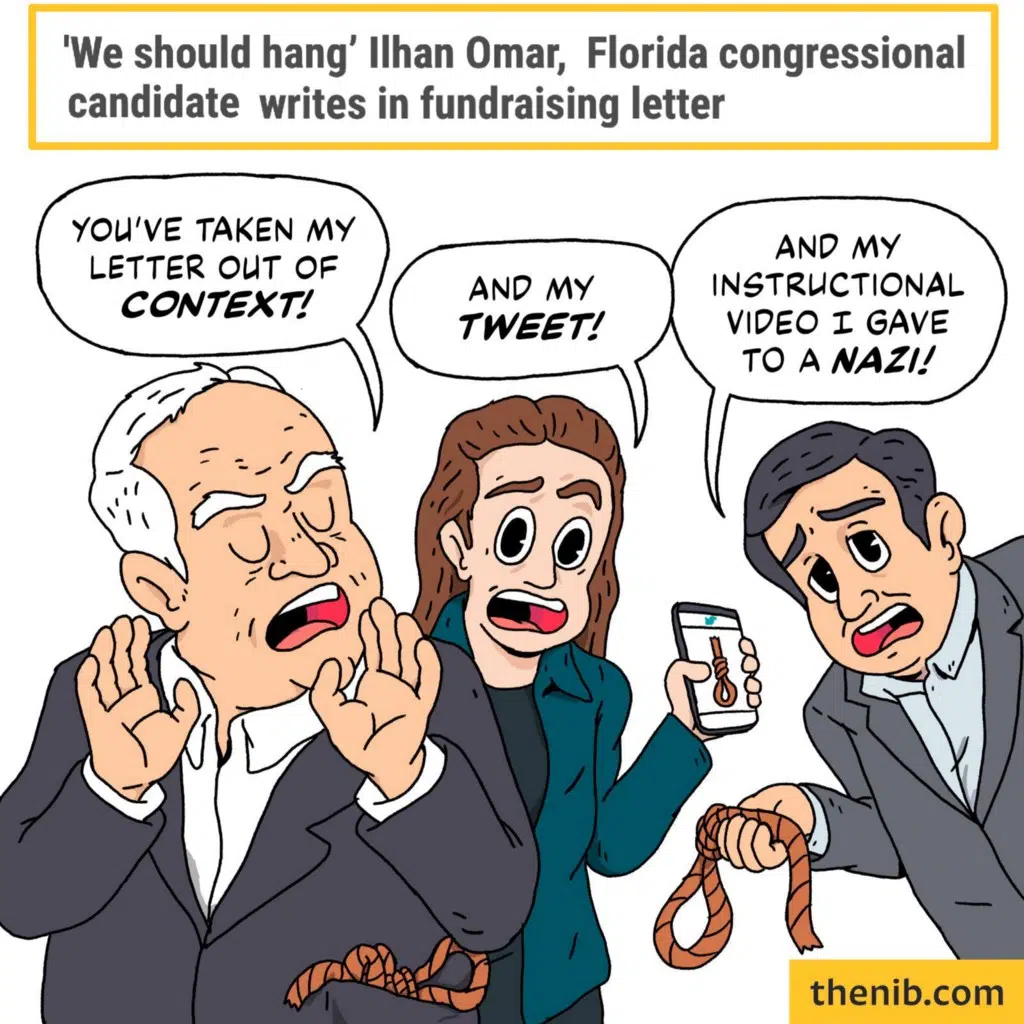 'We should hang’ Ilhan Omar, Florida congressional
candidate writes in fundraising letter
YOU'VE TAKEN MY
LETTER OUT OF
CONTEXT!
AND MY
TWEET!
AND MY
INSTRUCTIONAL
VIDEO I GAVE
TO A NAZI!
thenib.com